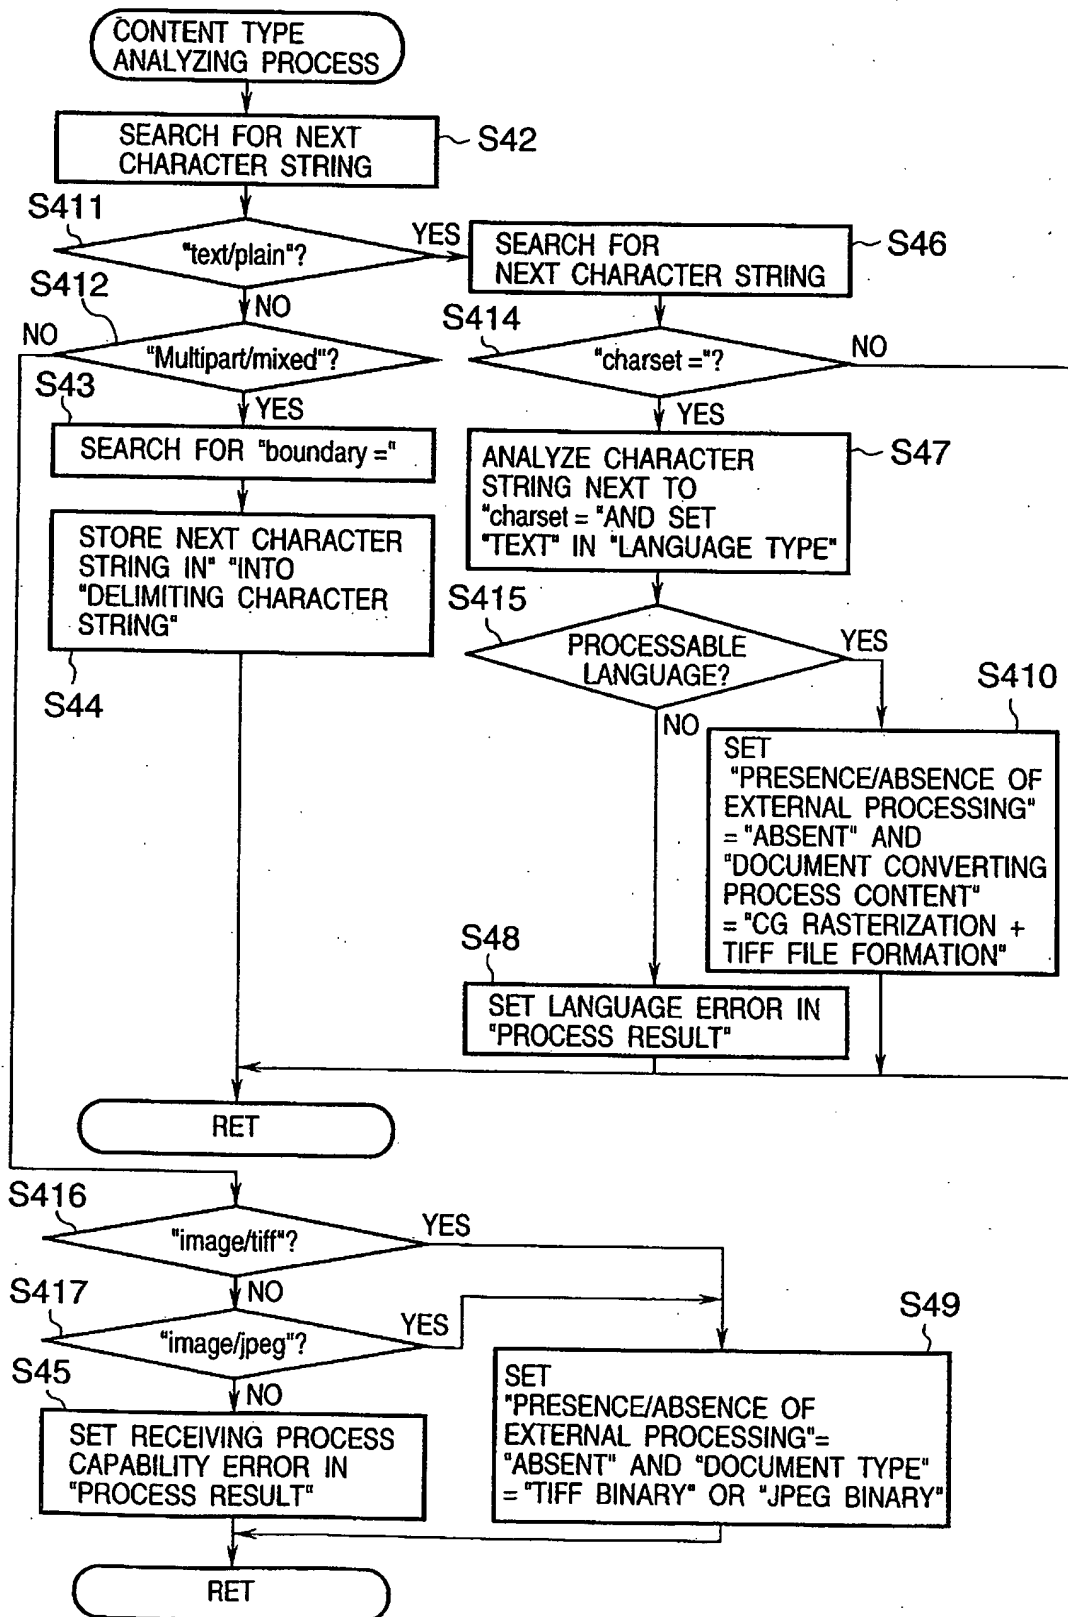 CONTENT TYPE
ANALYZING PROCESS
SEARCH FOR NEXT
CHARACTER STRING
S42
S411
"text/plain"?
YES
SEARCH FOR
NEXT CHARACTER STRING
S46
NO
S412
"Multipart/mixed"?
NO
S414
"charset ="?
NO
YES
S43
SEARCH FOR "boundary ="
YES
ANALYZE CHARACTER
STRING NEXT TO
"charset = "AND SET
"TEXT" IN "LANGUAGE TYPE"
S47
STORE NEXT CHARACTER
STRING IN" "INTO
"DELIMITING CHARACTER
STRING"
S44
S415
PROCESSABLE
LANGUAGE?
YES
NO
S410
SET
"PRESENCE/ABSENCE OF
EXTERNAL PROCESSING"
= "ABSENT" AND
"DOCUMENT CONVERTING
PROCESS CONTENT"
= "CG RASTERIZATION +
TIFF FILE FORMATION"
S48
SET LANGUAGE ERROR IN
"PROCESS RESULT"
RET
S416
"image/tiff"?
YES
NO
S417
"image/jpeg"?
YES
NO
S49
SET
"PRESENCE/ABSENCE OF
EXTERNAL PROCESSING"=
"ABSENT" AND "DOCUMENT TYPE"
= "TIFF BINARY" OR "JPEG BINARY"
S45
SET RECEIVING PROCESS
CAPABILITY ERROR IN
"PROCESS RESULT"
RET